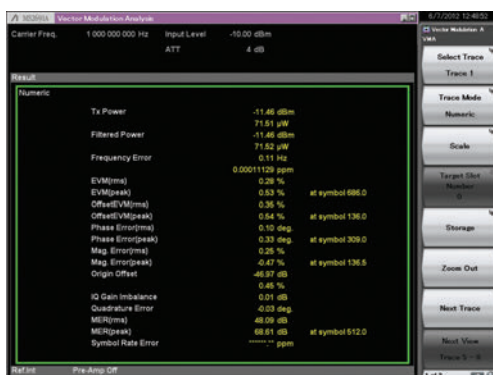 MS2691A Vector Modulation Analysis 6/7/2012 12:48:52
Carrier Freq. 1 000 000 000 Hz Input Level -10.00 dBm
ATT 4 dB
Result
Numeric
Tx Power -11.46 dBm
71.51 µW
Filtered Power -11.46 dBm
71.52 µW
Frequency Error 0.11 Hz
0.00011129 ppm
EVM(rms) 0.28 %
EVM(peak) 0.53 % at symbol 686.0
OffsetEVM(rms) 0.35 %
OffsetEVM(peak) 0.54 % at symbol 136.0
Phase Error(rms) 0.10 deg.
Phase Error(peak) 0.33 deg. at symbol 309.0
Mag. Error(rms) 0.25 %
Mag. Error(peak) -0.47 % at symbol 136.5
Origin Offset -46.97 dB
0.45 %
IQ Gain Imbalance 0.01 dB
Quadrature Error -0.03 deg.
MER(rms) 48.09 dB
MER(peak) 68.61 dB at symbol 512.0
Symbol Rate Error ******.** ppm
Ref.Int Pre-Amp Off
Vector Modulation A
VMA
Select Trace
Trace 1
Trace Mode
Numeric
Scale
Target Slot
Number
0
Storage
Zoom Out
Next Trace
Next View